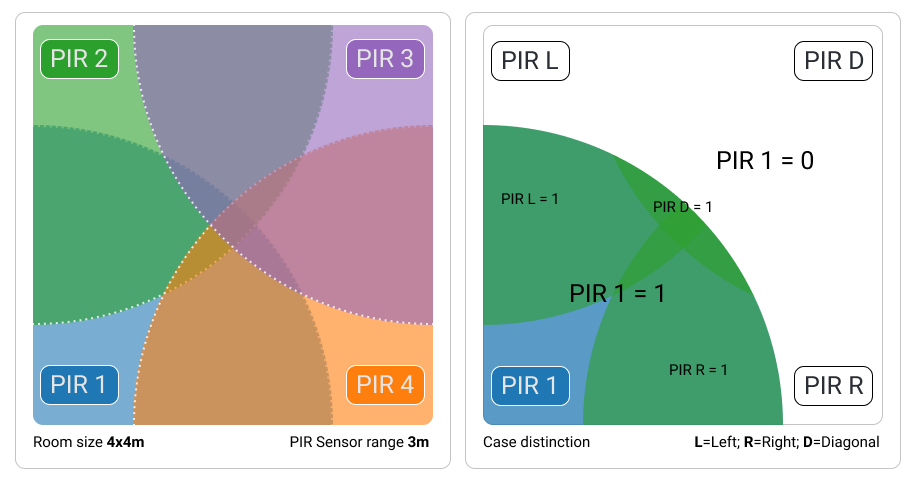 PIR 2
PIR 3
PIR 1
PIR 4
Room size 4x4m
PIR Sensor range 3m
PIR L
PIR D
PIR 1 = 0
PIR L = 1
PIR D = 1
PIR 1 = 1
PIR R = 1
PIR 1
PIR R
Case distinction
L=Left; R=Right; D=Diagonal